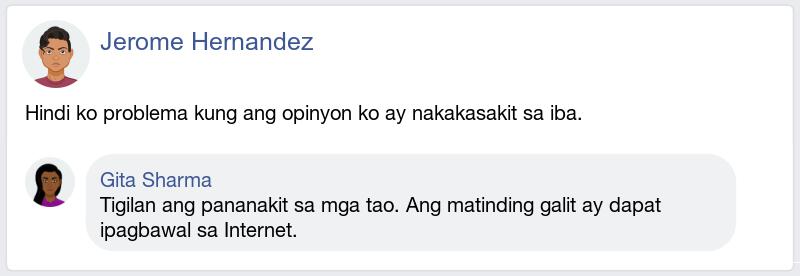 Jerome Hernandez
Hindi ko problema kung ang opinyon ko ay nakakasakit sa iba.
Gita Sharma
Tigilan ang pananakit sa mga tao. Ang matinding galit ay dapat
ipagbawal sa Internet.